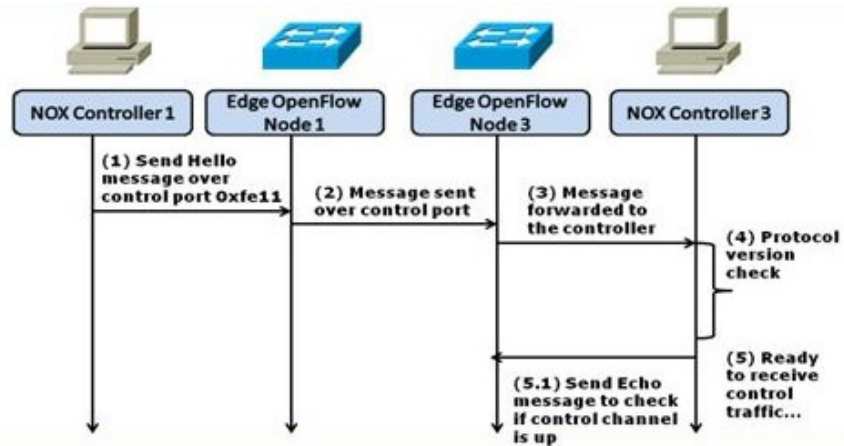 NOX Controller 1
Edge OpenFlow
Node 1
Edge OpenFlow
Node 3
NOX Controller 3
(1) Send Hello
message over
control port 0xfe11
(2) Message sent
over control port
(3) Message
forwarded to
the controller
(4) Protocol
version
check
(5) Ready
to receive
control
traffic...
(5.1) Send Echo
message to check
if control channel
is up